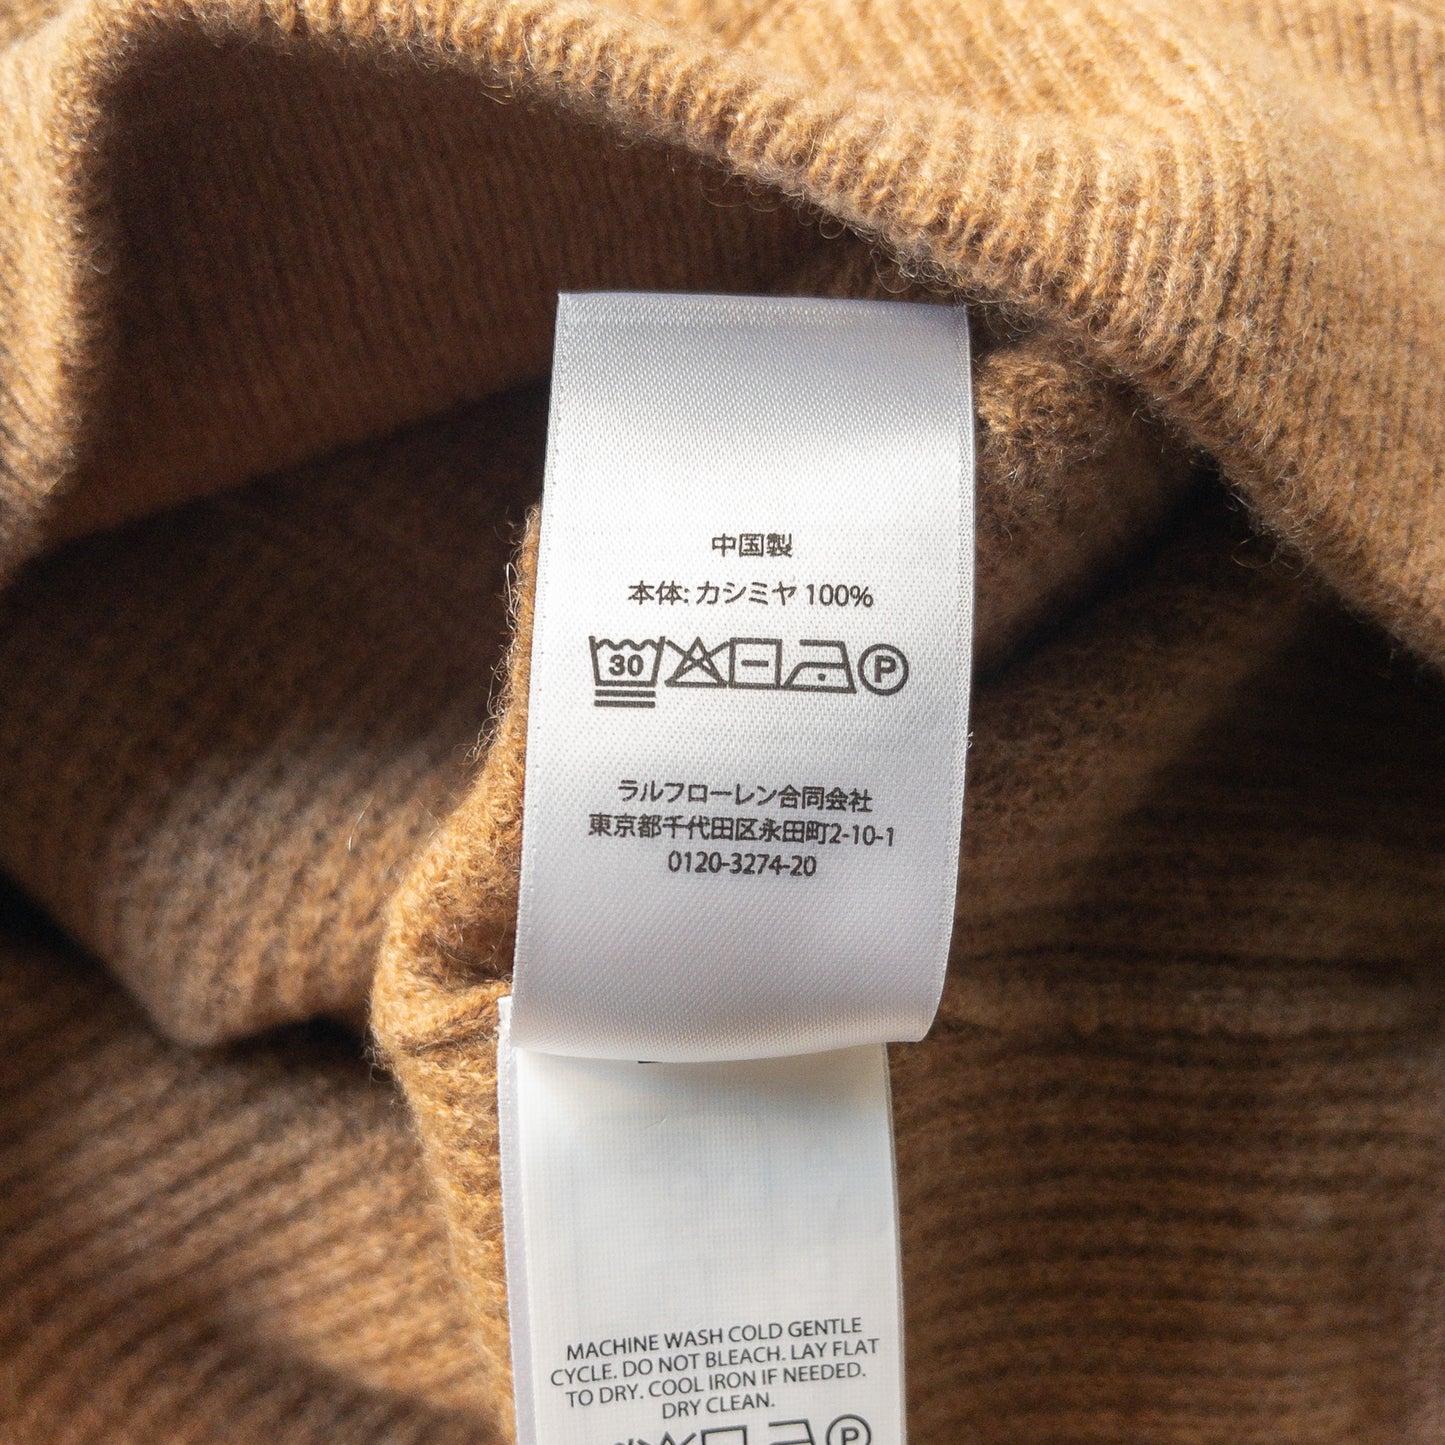 中国製
本体: カシミヤ 100%
30 P
ラルフローレン合同会社
東京都千代田区永田町2-10-1
0120-3274-20
MACHINE WASH COLD GENTLE
CYCLE. DO NOT BLEACH. LAY FLAT
TO DRY. COOL IRON IF NEEDED.
DRY CLEAN.
P